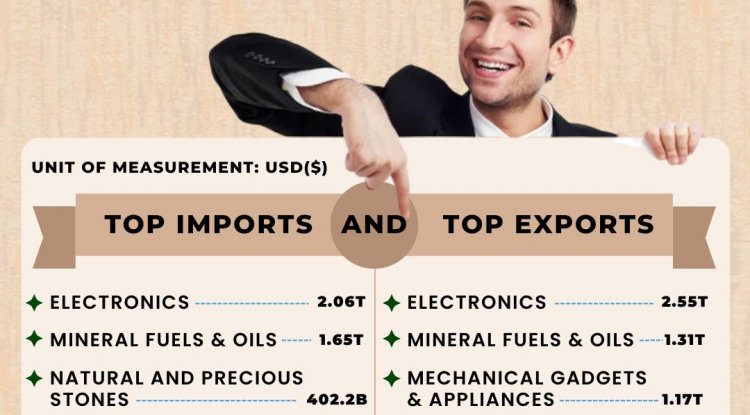 UNIT OF MEASUREMENT: USD($)
TOP IMPORTS AND TOP EXPORTS
ELECTRONICS 2.06T
MINERAL FUELS & OILS 1.65T
NATURAL AND PRECIOUS
STONES 402.2B
ELECTRONICS 2.55T
MINERAL FUELS & OILS 1.31T
MECHANICAL GADGETS
& APPLIANCES 1.17T